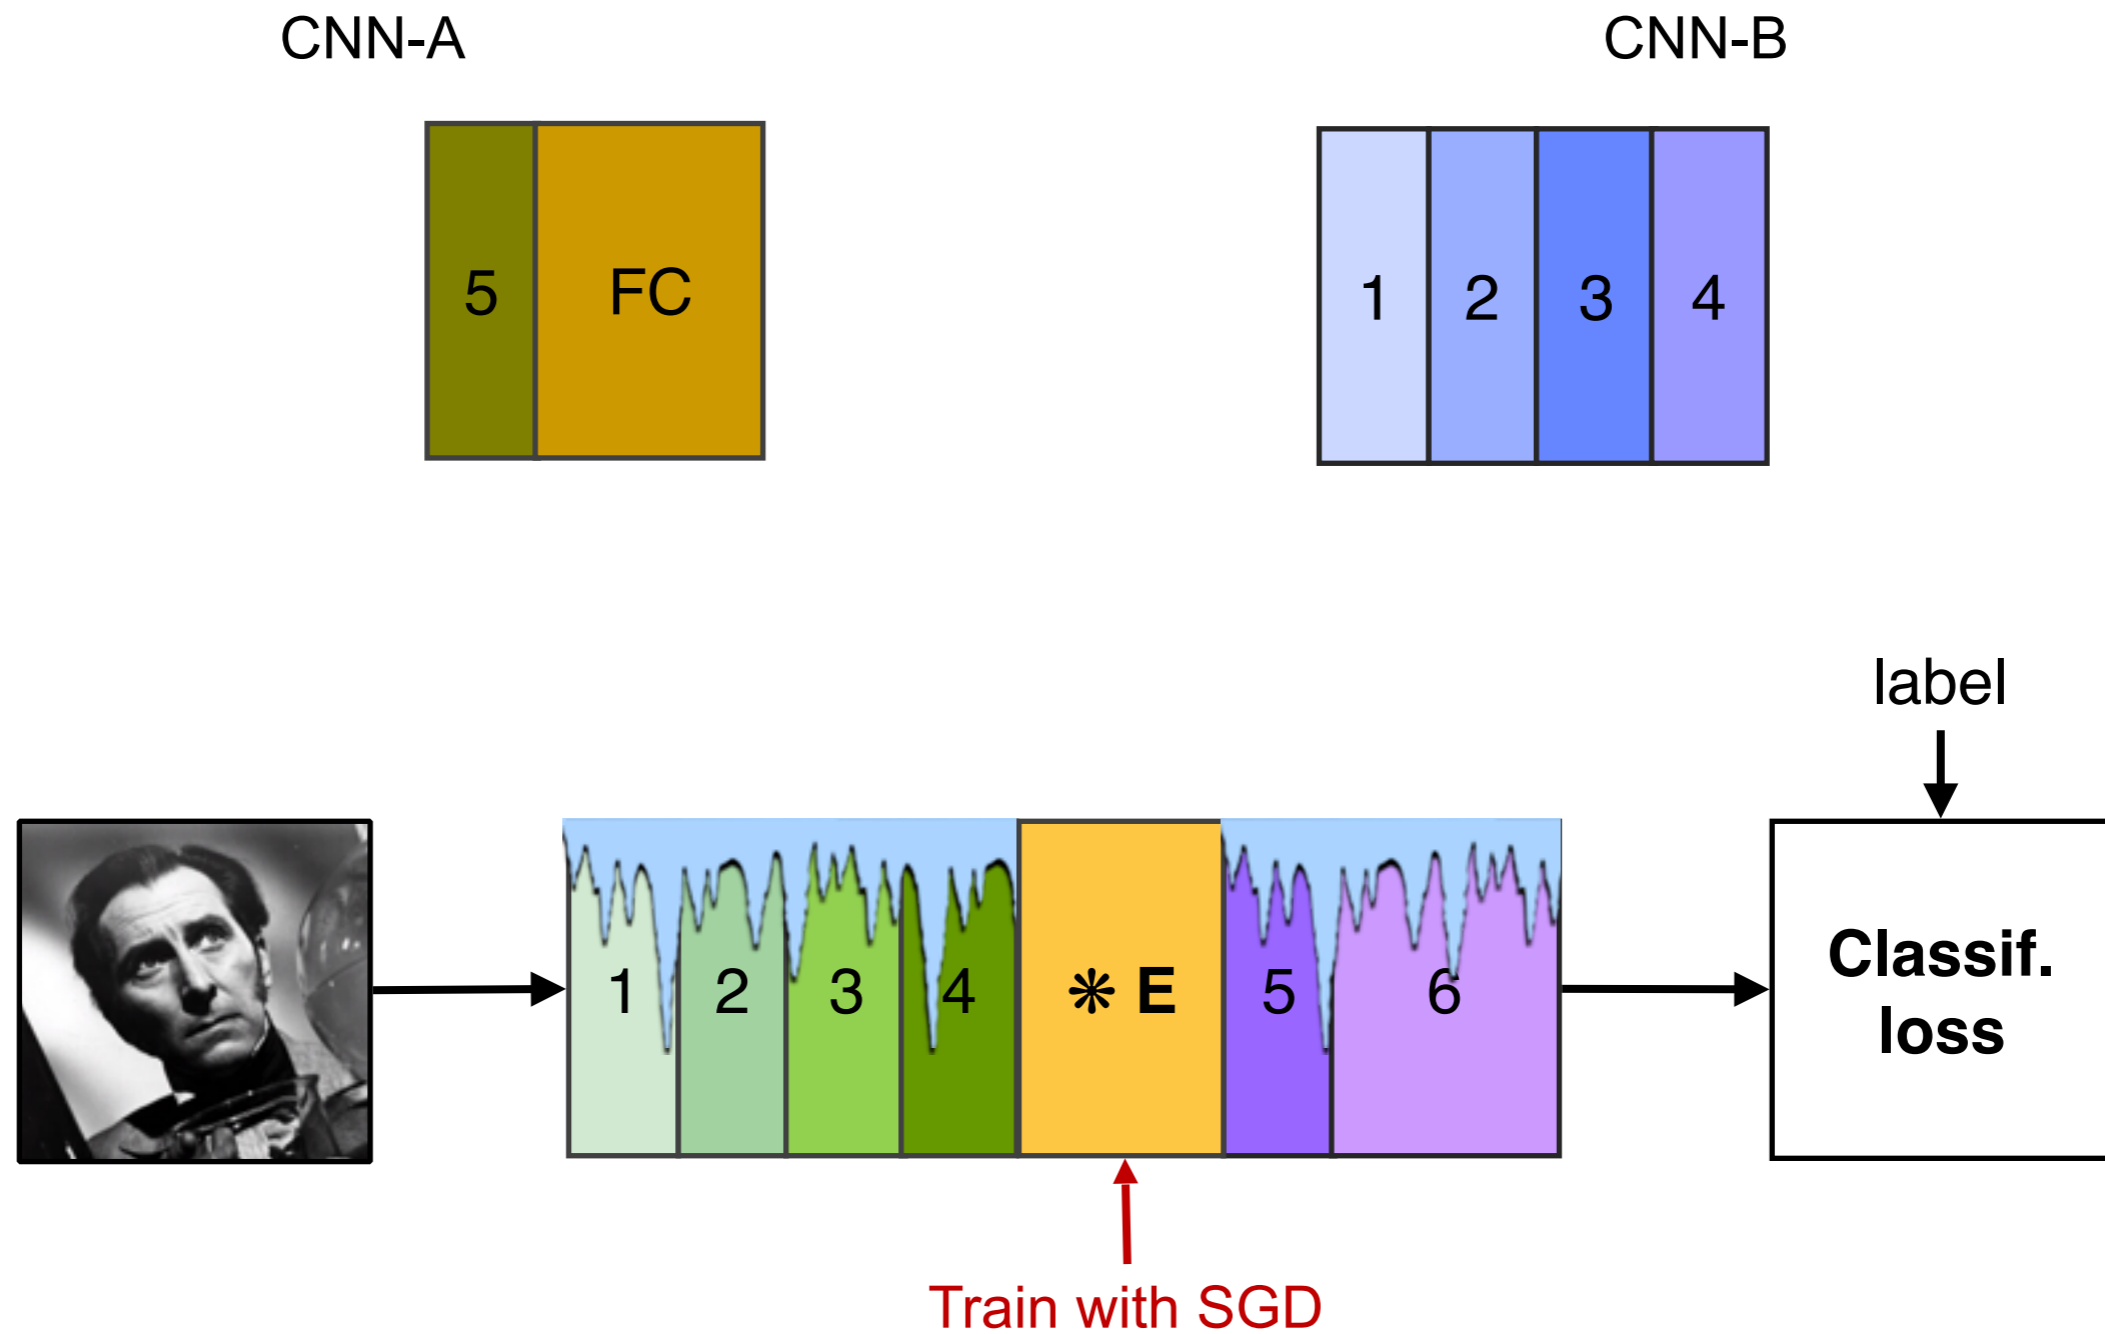 CNN-A
CNN-B
5 FC
1 2 3 4
label
1 2 3 4 ❋ E 5 6
Classif.
loss
Train with SGD